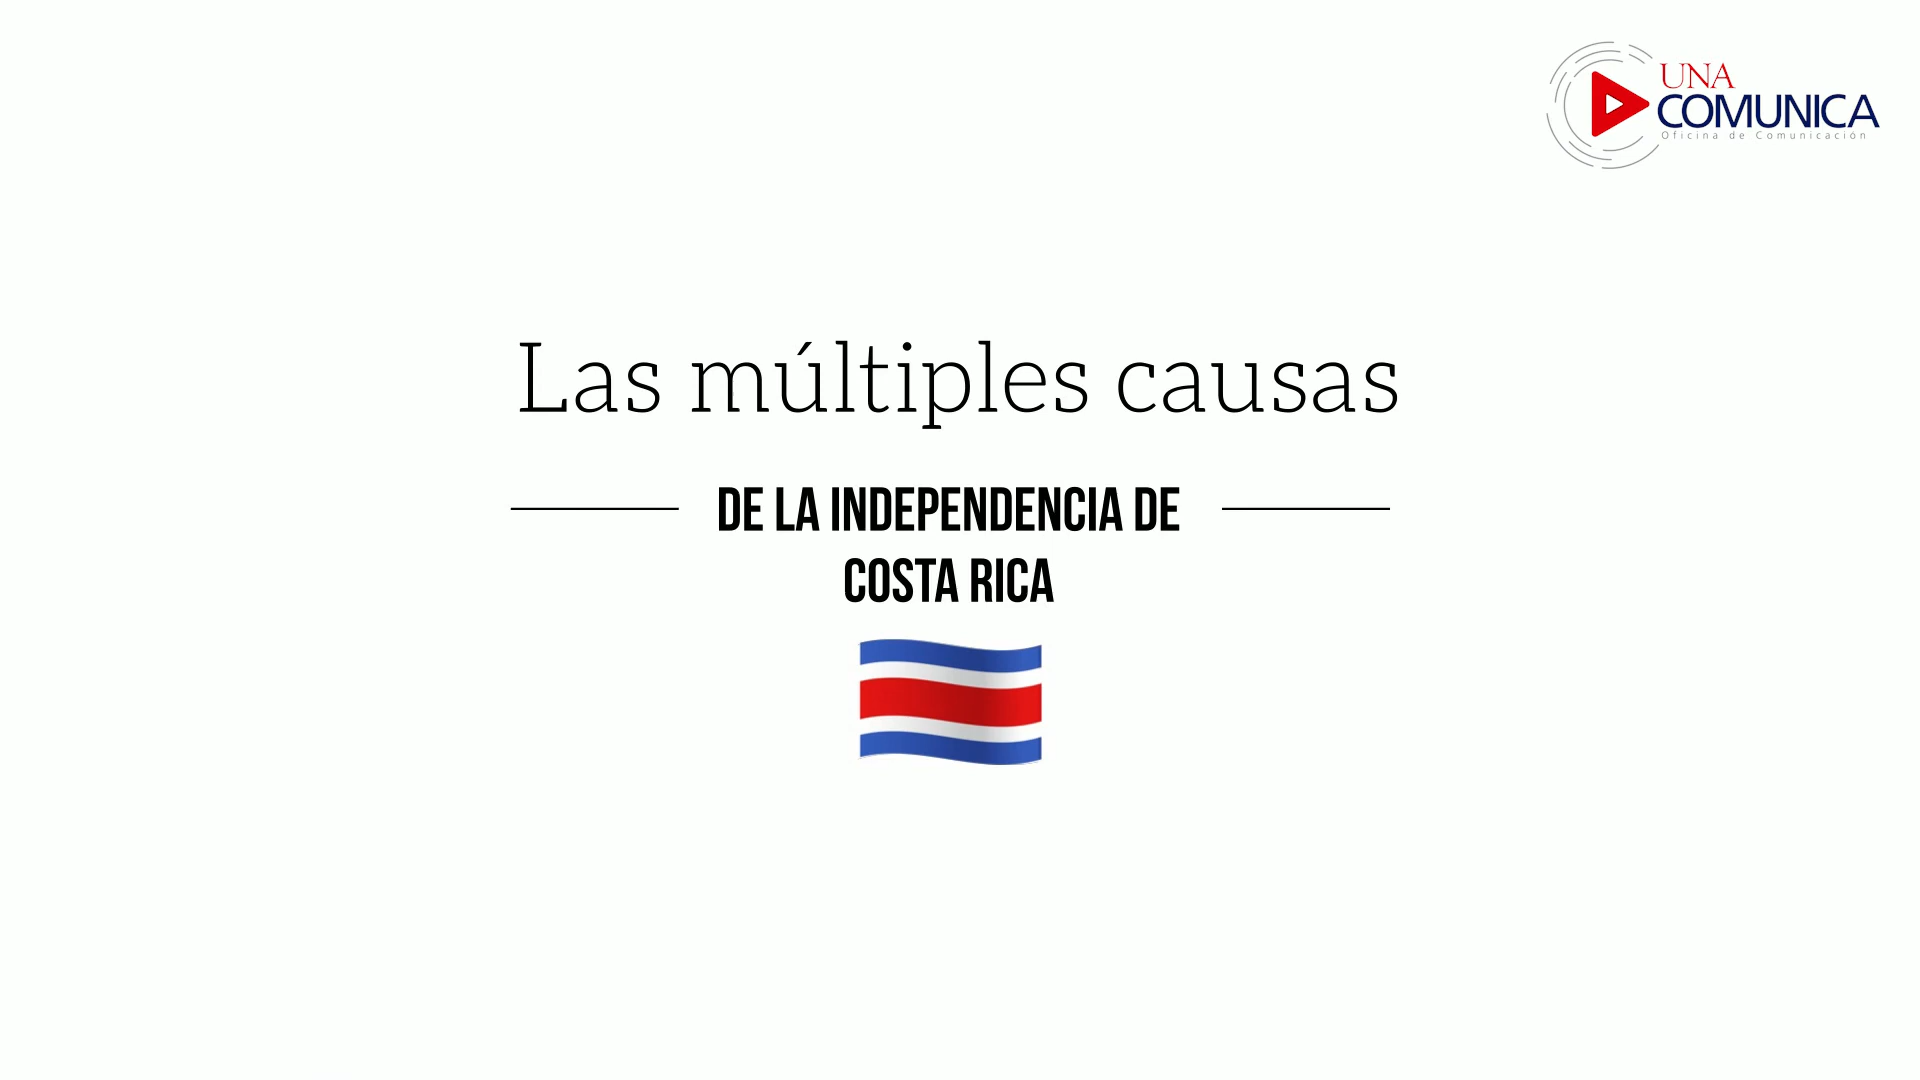 UNA
COMUNICA
Oficina de Comunicación
Las múltiples causas
DE LA INDEPENDENCIA DE
COSTA RICA